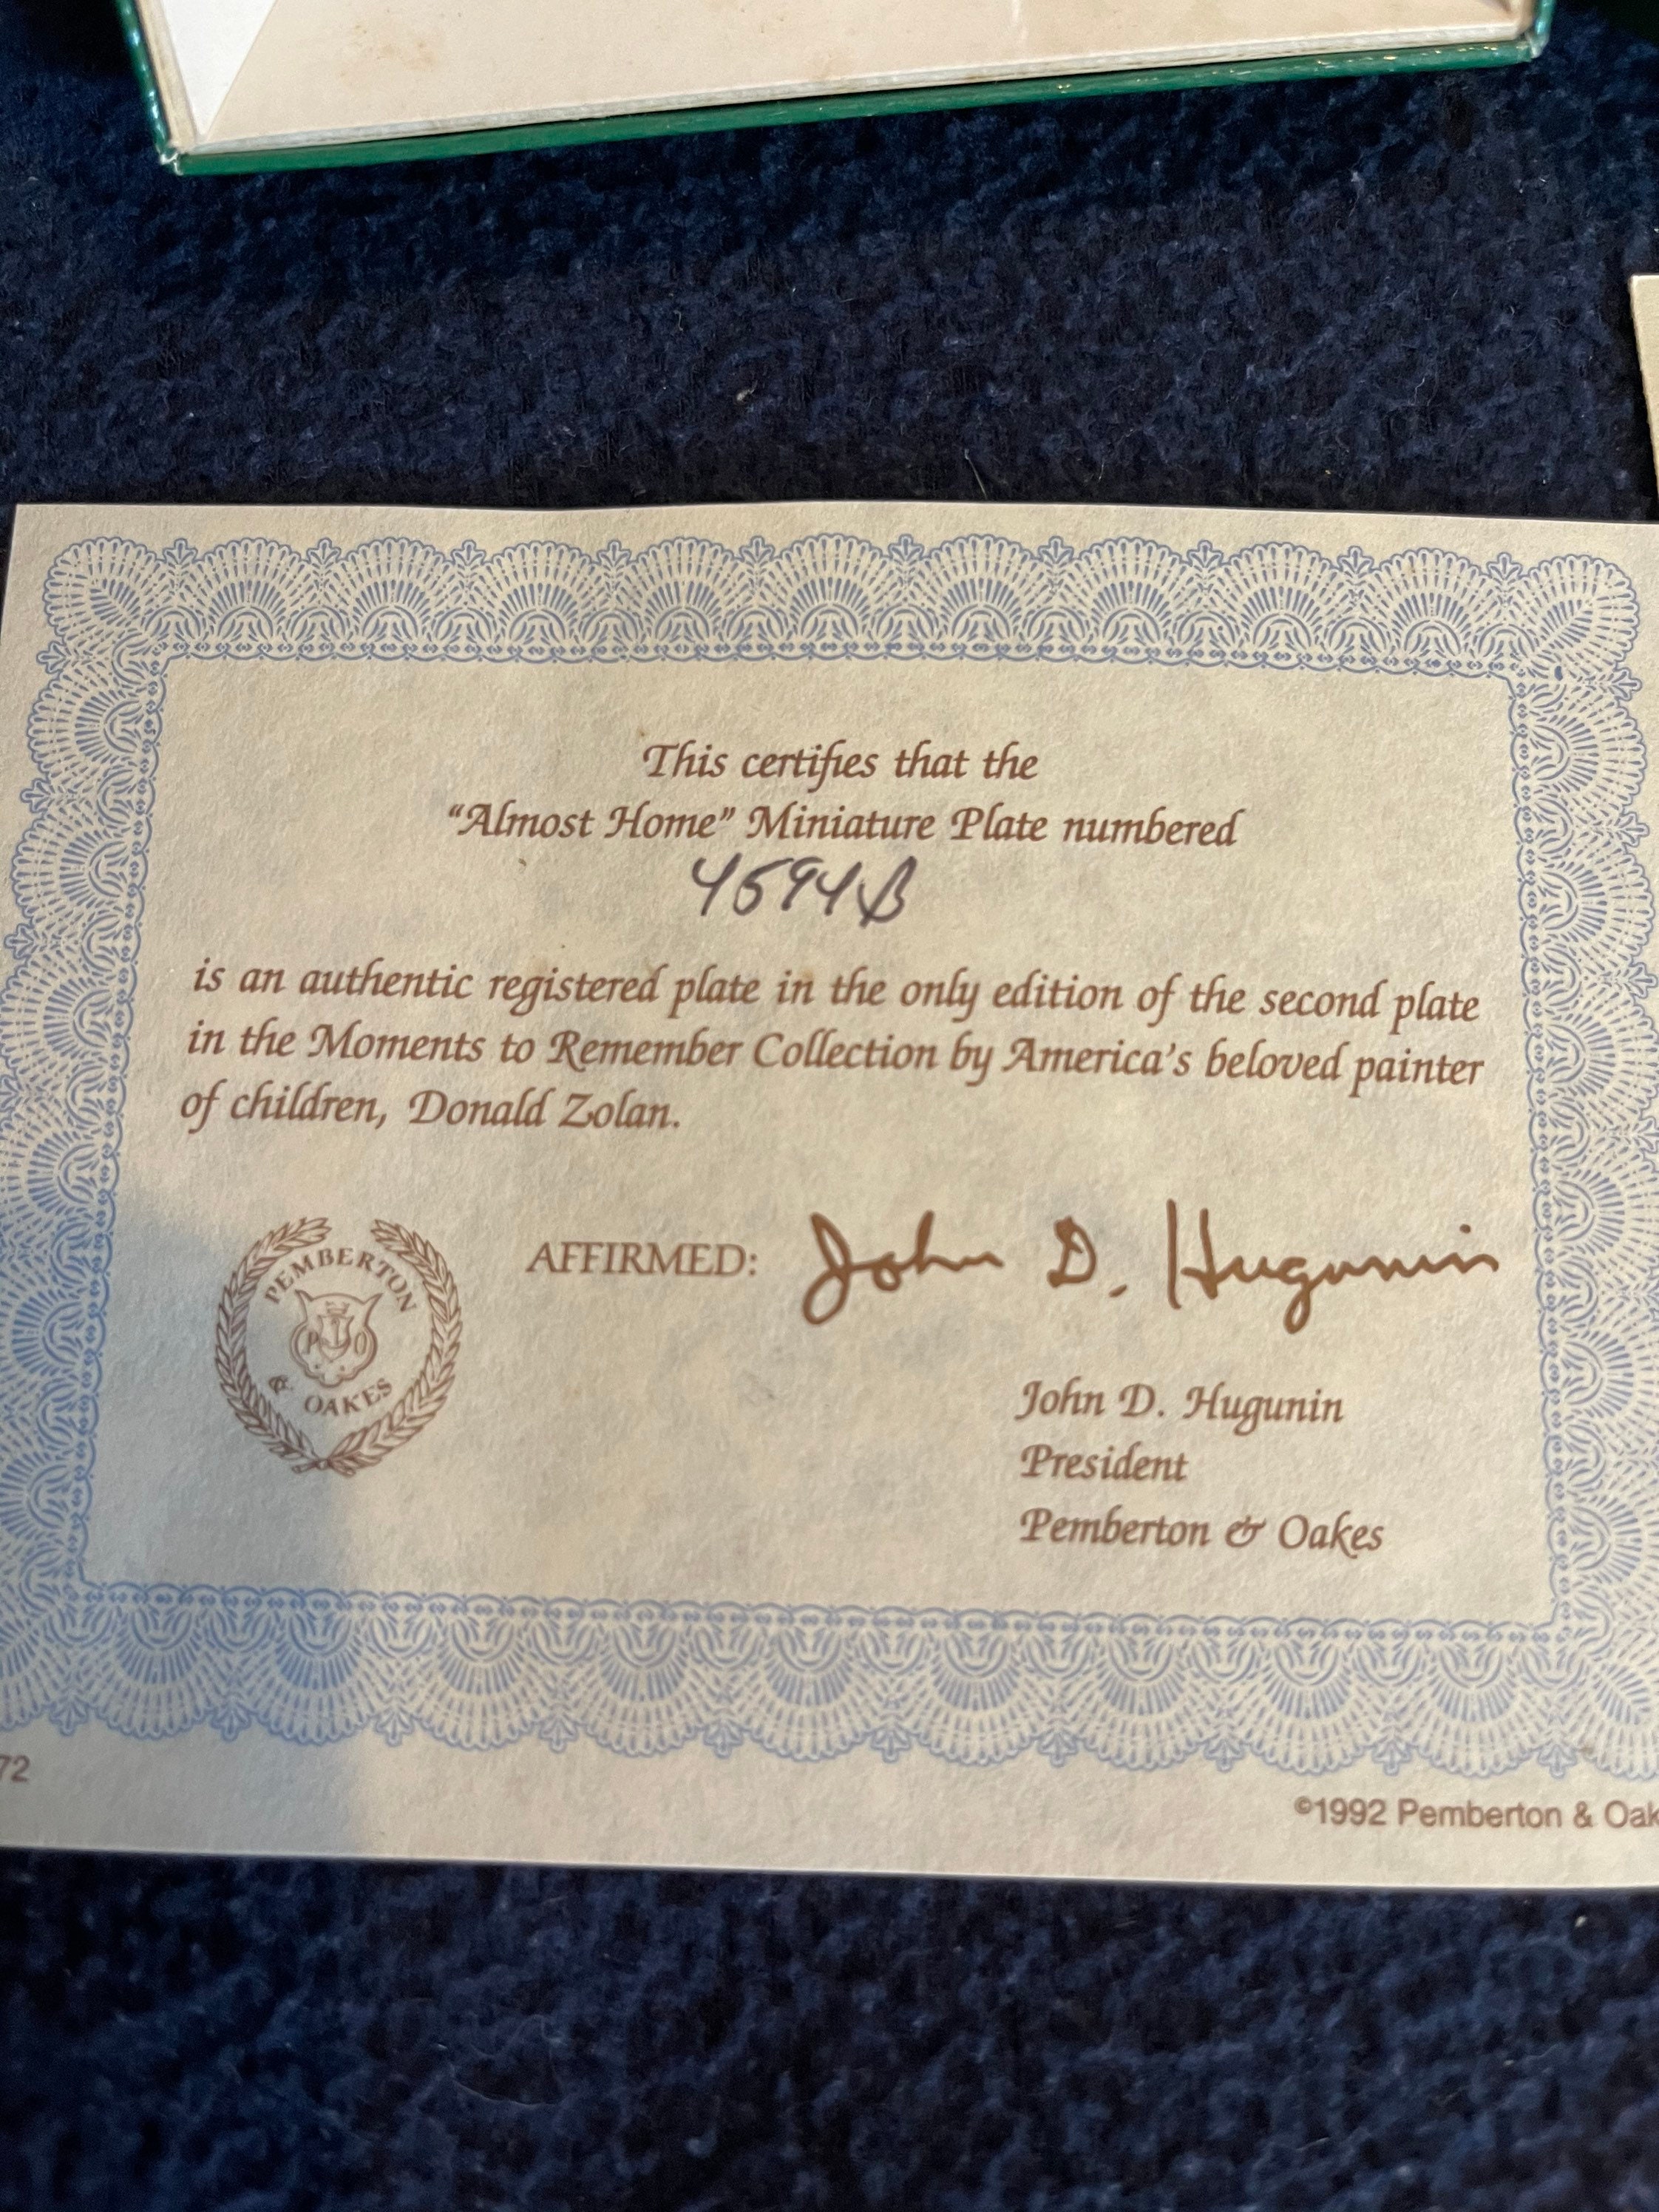 This certifies that the
“Almost Home” Miniature Plate numbered
4594B
is an authentic registered plate in the only edition of the second plate
in the Moments to Remember Collection by America's beloved painter
of children, Donald Zolan.
PEMBERTON
P O
& OAKES
AFFIRMED: John D. Hugunin
John D. Hugunin
President
Pemberton & Oakes
72
©1992 Pemberton & Oak